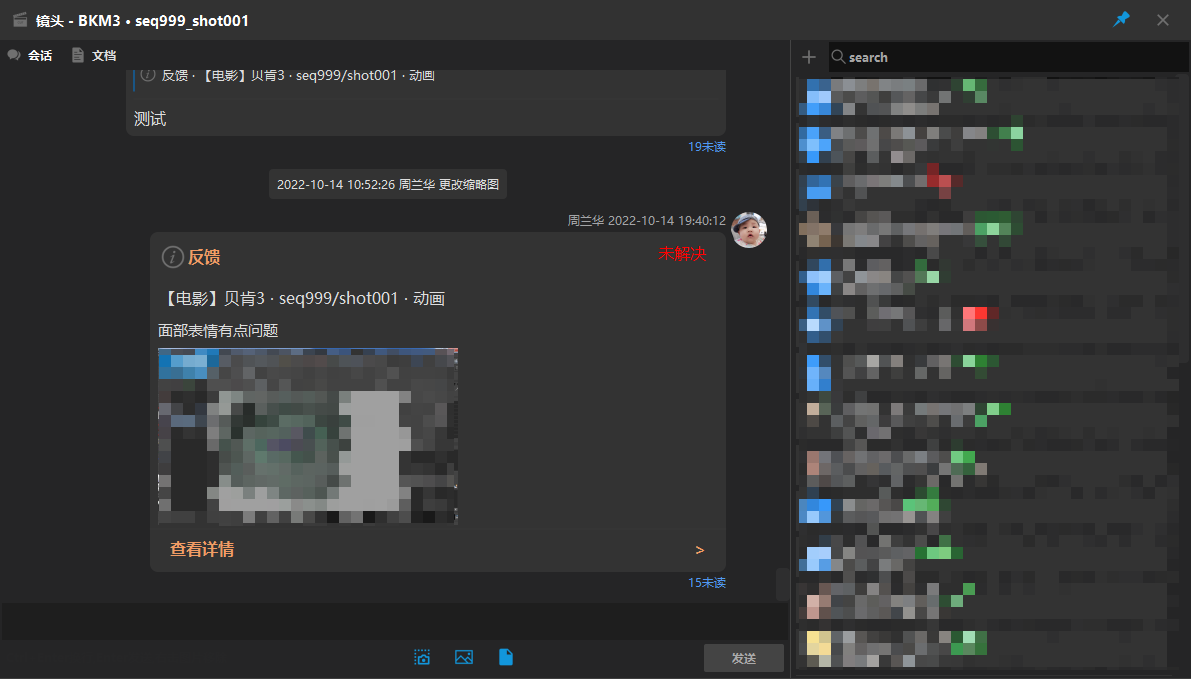 镜头 - BKM3 • seq999_shot001
会话 文档
search
反馈 · 【电影】贝肯3 · seq999/shot001 · 动画
测试
19未读
2022-10-14 10:52:26 周兰华 更改缩略图
周兰华 2022-10-14 19:40:12
反馈
未解决
【电影】贝肯3 · seq999/shot001 · 动画
面部表情有点问题
查看详情 >
15未读
发送